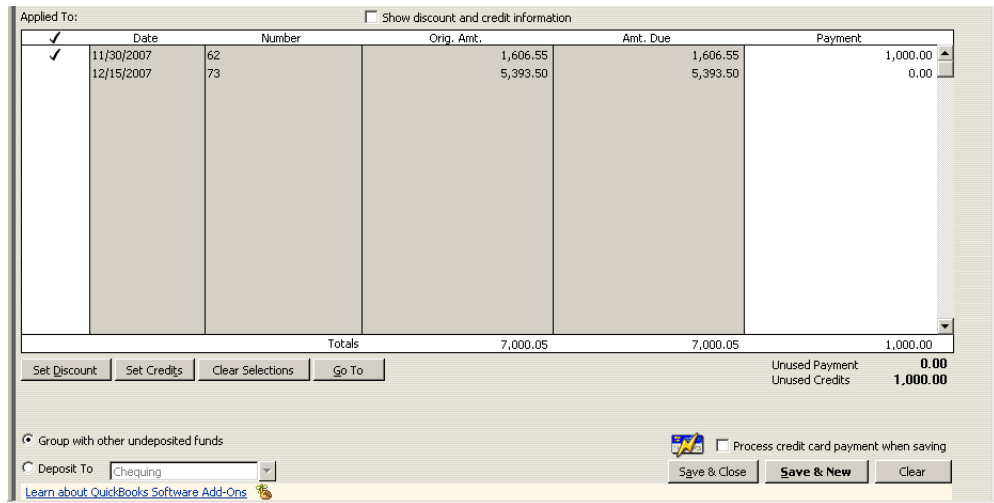 Applied To: Show discount and credit information
✓ Date Number Orig. Amt. Amt. Due Payment
✓ 11/30/2007 62 1,606.55 1,606.55 1,000.00
12/15/2007 73 5,393.50 5,393.50 0.00
Totals 7,000.05 7,000.05 1,000.00
Set Discount Set Credits Clear Selections Go To Unused Payment 0.00
Unused Credits 1,000.00
Group with other undeposited funds Process credit card payment when saving
Deposit To Chequing Save & Close Save & New Clear
Learn about QuickBooks Software Add-Ons